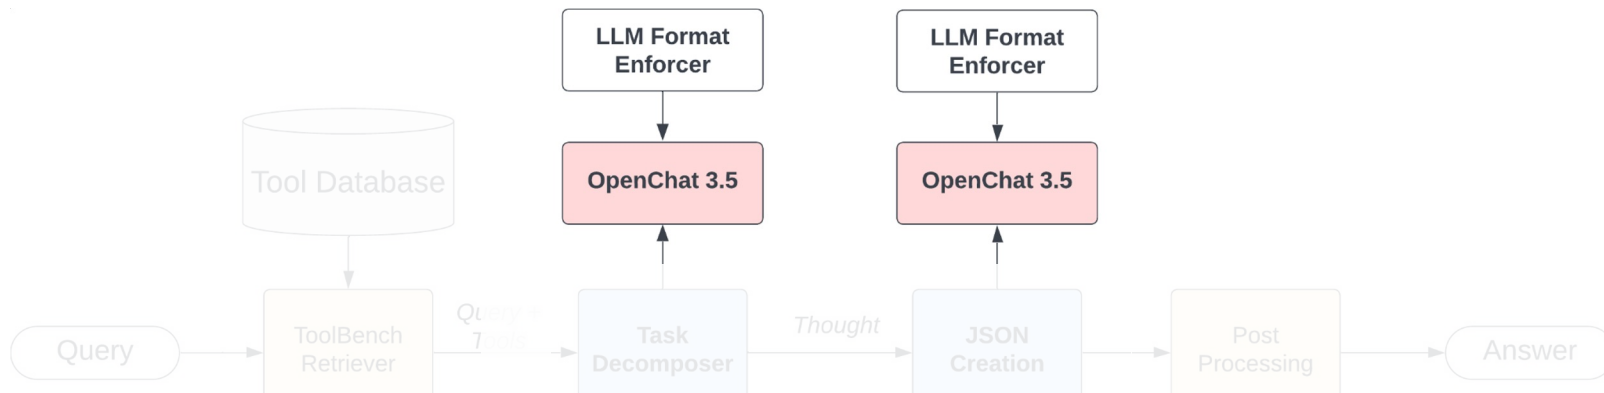 LLM Format
Enforcer
LLM Format
Enforcer
Tool Database
OpenChat 3.5
OpenChat 3.5
Query
ToolBench
Retriever
Query +
Task
Decomposer
Thought
JSON
Creation
Post
Processing
Answer